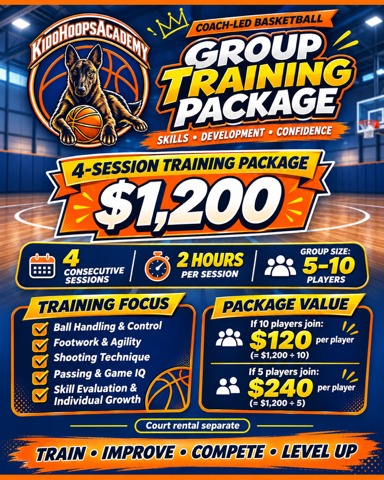 KIDDHOOPSACADEMY
COACH-LED BASKETBALL
GROUP
TRAINING
PACKAGE
SKILLS • DEVELOPMENT • CONFIDENCE
4-SESSION TRAINING PACKAGE
$1,200
4
CONSECUTIVE
SESSIONS
2 HOURS
PER SESSION
GROUP SIZE:
5-10
PLAYERS
TRAINING FOCUS
Ball Handling & Control
Footwork & Agility
Shooting Technique
Passing & Game IQ
Skill Evaluation &
Individual Growth
PACKAGE VALUE
If 10 players join:
$120 per player
(= $1,200 ÷ 10)
If 5 players join:
$240 per player
(= $1,200 ÷ 5)
Court rental separate
TRAIN • IMPROVE • COMPETE • LEVEL UP